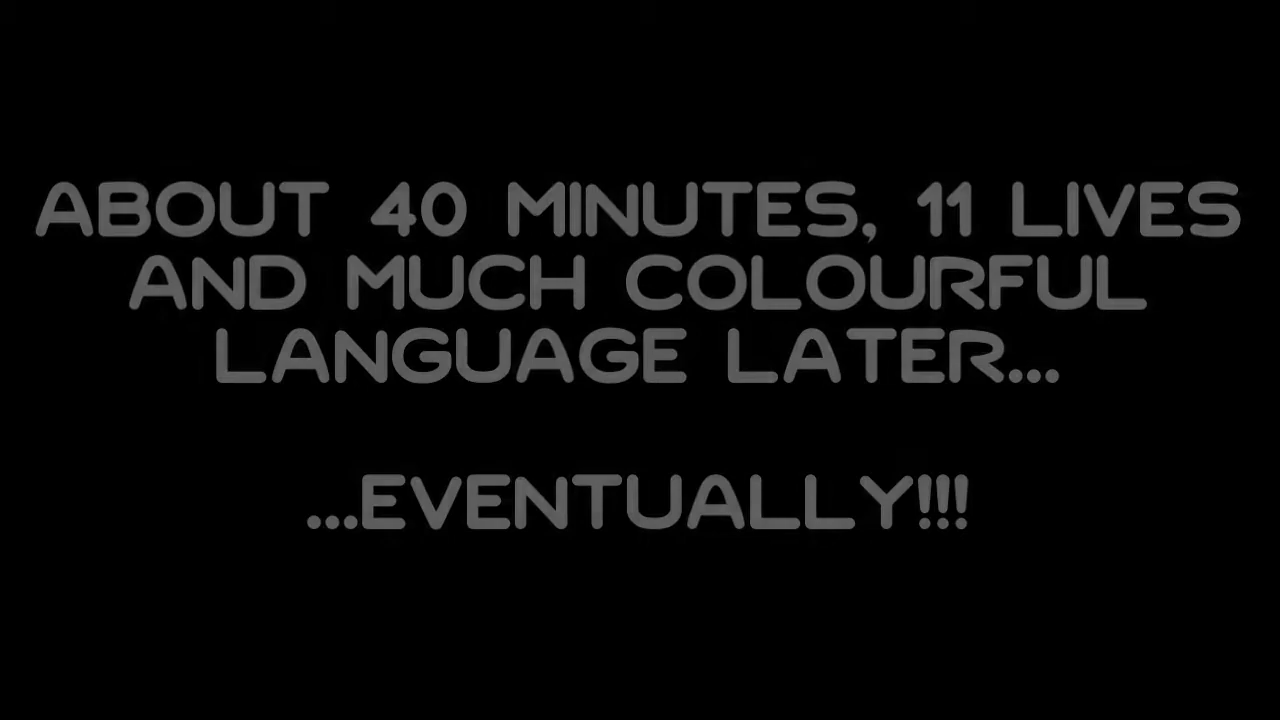 ABOUT 40 MINUTES, 11 LIVES
AND MUCH COLOURFUL
LANGUAGE LATER...
...EVENTUALLY!!!